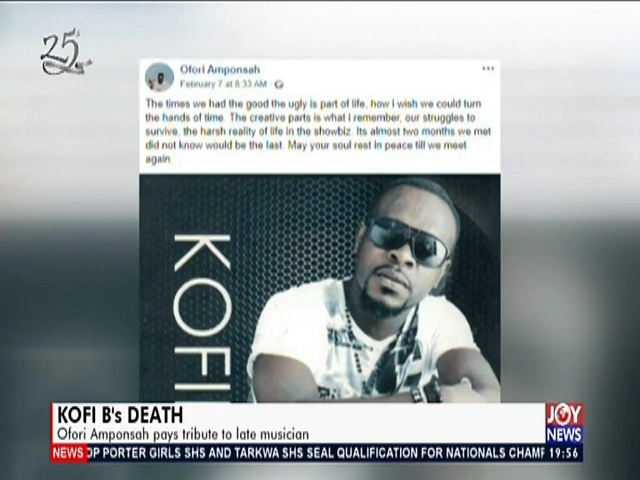 25
Ofori Amponsah
February 7 at 8:33 AM
The times we had the good the ugly is part of life, how I wish we could turn
the hands of time. The creative parts is what I remember, our struggles to
survive, the harsh reality of life in the showbiz. Its almost two months we met
did not know would be the last. May your soul rest in peace till we meet
again
KOFI
KOFI B's DEATH
Ofori Amponsah pays tribute to late musician
JOY
NEWS
NEWS OP PORTER GIRLS SHS AND TARKWA SHS SEAL QUALIFICATION FOR NATIONALS CHAMP 19:56